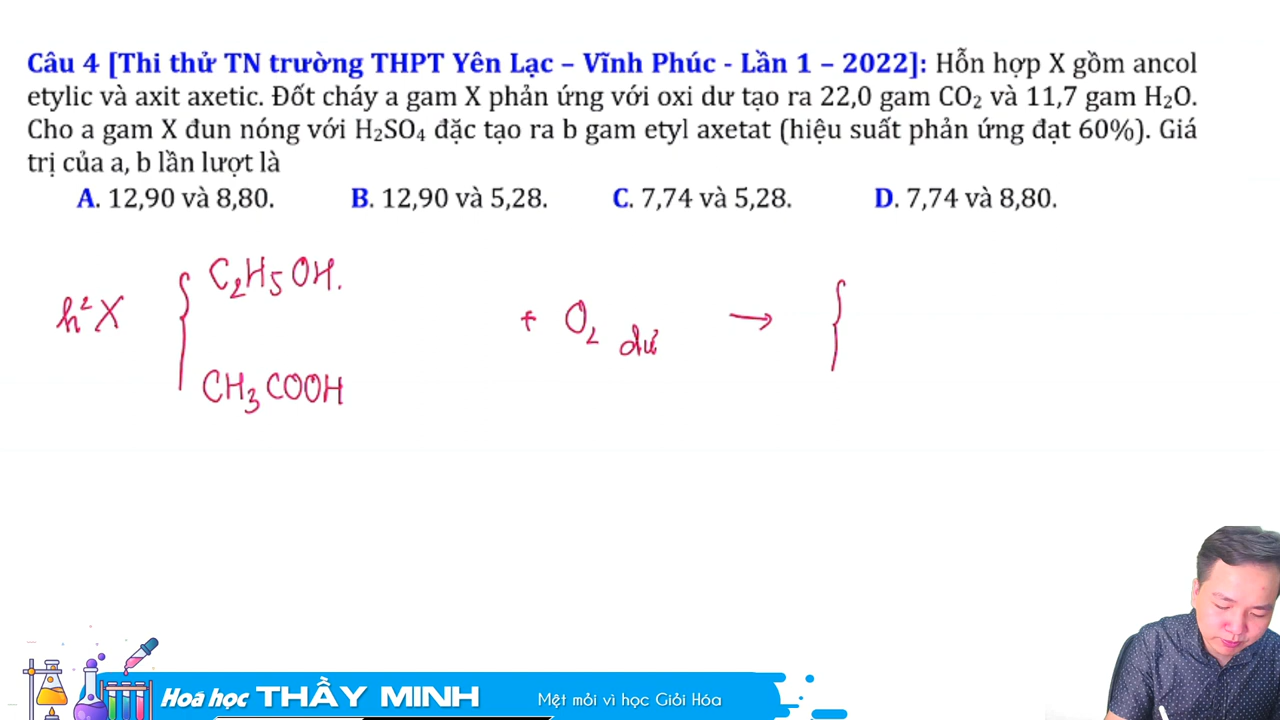 Câu 4 [Thi thử TN trường THPT Yên Lạc – Vĩnh Phúc - Lần 1 – 2022]: Hỗn hợp X gồm ancol
etylic và axit axetic. Đốt cháy a gam X phản ứng với oxi dư tạo ra 22,0 gam CO₂ và 11,7 gam H₂O.
Cho a gam X đun nóng với H₂SO₄ đặc tạo ra b gam etyl axetat (hiệu suất phản ứng đạt 60%). Giá
trị của a, b lần lượt là
A. 12,90 và 8,80. B. 12,90 và 5,28. C. 7,74 và 5,28. D. 7,74 và 8,80.
C₂H₅OH.
h²X { + O₂ dư → {
CH₃COOH
Hoá học THẦY MINH Mệt mỏi vì học Giỏi Hóa